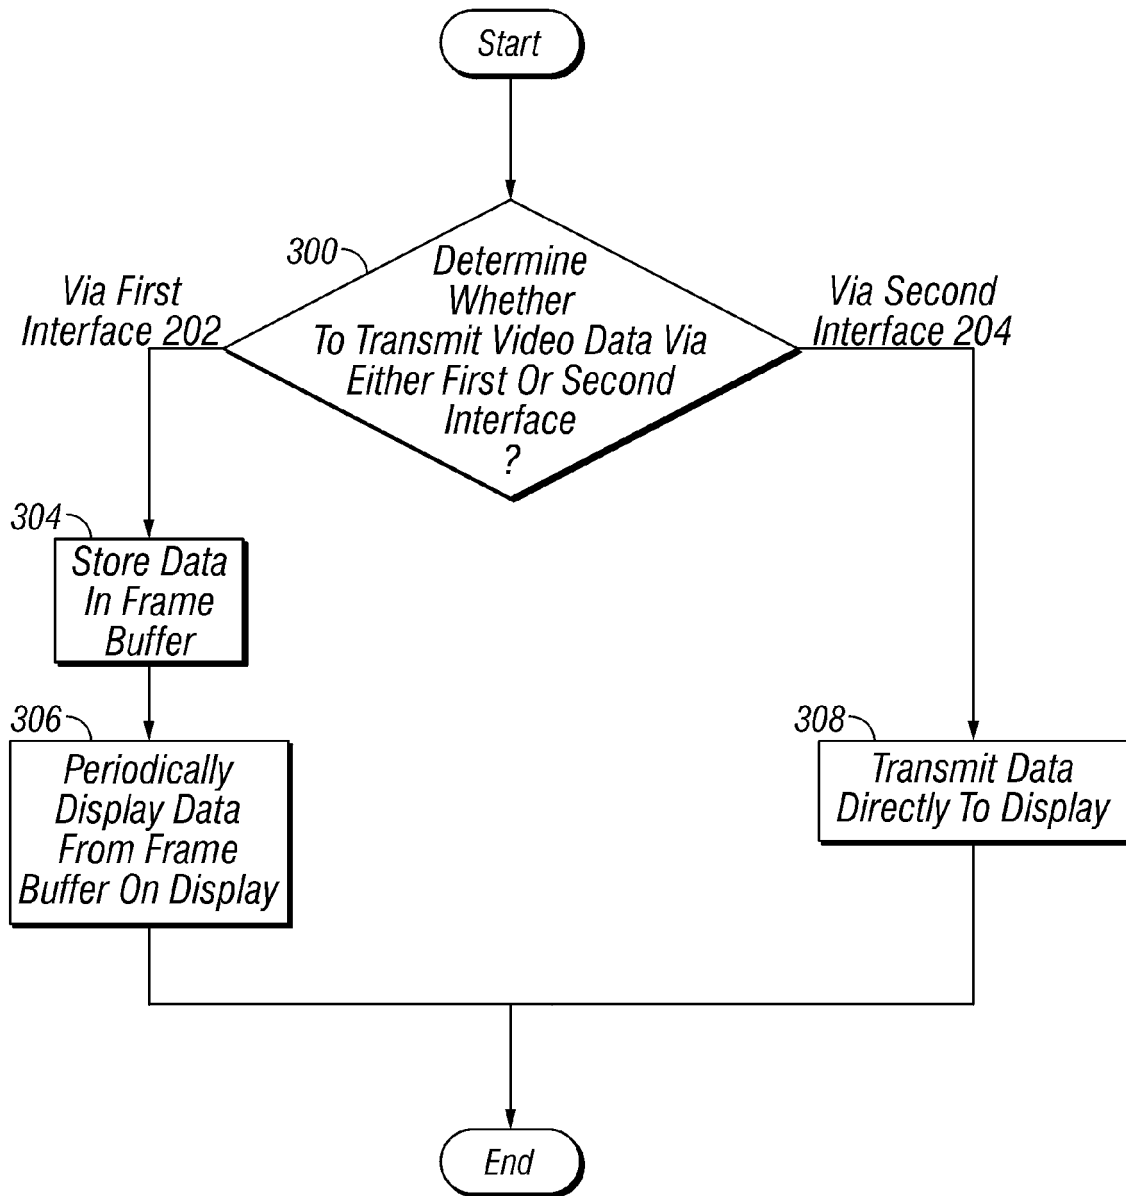 Start
300
Determine
Whether
To Transmit Video Data Via
Either First Or Second
Interface
?
Via First
Interface 202
Via Second
Interface 204
304
Store Data
In Frame
Buffer
306
Periodically
Display Data
From Frame
Buffer On Display
308
Transmit Data
Directly To Display
End